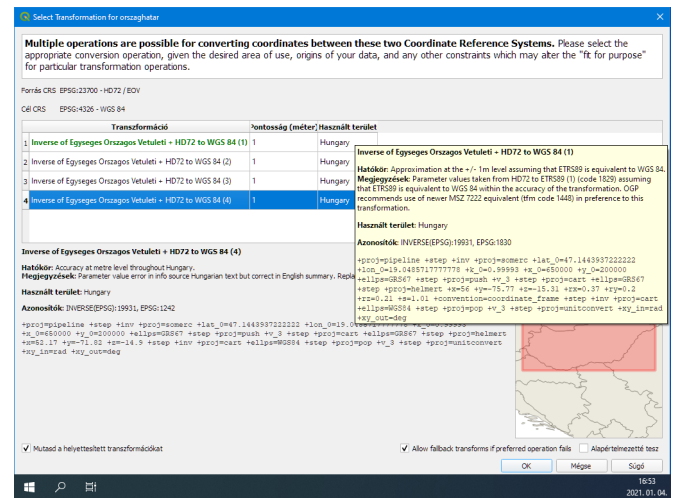 Select Transformation for orszaghatar
Multiple operations are possible for converting coordinates between these two Coordinate Reference Systems. Please select the
appropriate conversion operation, given the desired area of use, origins of your data, and any other constraints which may alter the "fit for purpose"
for particular transformation operations.
Forrás CRS EPSG:23700 - HD72 / EOV
Cél CRS EPSG:4326 - WGS 84
Transzformáció Pontosság (méter) Használt terület
1 Inverse of Egyseges Orszagos Vetuleti + HD72 to WGS 84 (1) 1 Hungary
2 Inverse of Egyseges Orszagos Vetuleti + HD72 to WGS 84 (2) 1 Hungary
3 Inverse of Egyseges Orszagos Vetuleti + HD72 to WGS 84 (3) 1 Hungary
4 Inverse of Egyseges Orszagos Vetuleti + HD72 to WGS 84 (4) 1 Hungary
Inverse of Egyseges Orszagos Vetuleti + HD72 to WGS 84 (1)
Hatókör: Approximation at the +/- 1m level assuming that ETRS89 is equivalent to WGS 84.
Megjegyzések: Parameter values taken from HD72 to ETRS89 (1) (code 1829) assuming
that ETRS89 is equivalent to WGS 84 within the accuracy of the transformation. OGP
recommends use of newer MSZ 7222 equivalent (tfm code 1448) in preference to this
transformation.
Használt terület: Hungary
Azonosítók: INVERSE(EPSG):19931, EPSG:1830
+proj=pipeline +step +inv +proj=somerc +lat_0=47.1443937222222
+lon_0=19.0485717777778 +k_0=0.99993 +x_0=650000 +y_0=200000
+ellps=GRS67 +step +proj=push +v_3 +step +proj=cart +ellps=GRS67
+step +proj=helmert +x=56 +y=-75.77 +z=-15.31 +rx=0.37 +ry=0.2
+rz=0.21 +s=1.01 +convention=coordinate_frame +step +inv +proj=cart
+ellps=WGS84 +step +proj=pop +v_3 +step +proj=unitconvert +xy_in=rad
+xy_out=deg
Inverse of Egyseges Orszagos Vetuleti + HD72 to WGS 84 (4)
Hatókör: Accuracy at metre level throughout Hungary.
Megjegyzések: Parameter value error in info source Hungarian text but correct in English summary. Repla
Használt terület: Hungary
Azonosítók: INVERSE(EPSG):19931, EPSG:1242
+proj=pipeline +step +inv +proj=somerc +lat_0=47.1443937222222 +lon_0=19.0485717777778 +k_0=0.99993
+x_0=650000 +y_0=200000 +ellps=GRS67 +step +proj=push +v_3 +step +proj=cart +ellps=GRS67 +step +proj=helmert
+x=52.17 +y=-71.82 +z=-14.9 +step +inv +proj=cart +ellps=WGS84 +step +proj=pop +v_3 +step +proj=unitconvert
+xy_in=rad +xy_out=deg
Mutasd a helyettesített transzformációkat
Allow fallback transforms if preferred operation fails
Alapértelmezetté tesz
OK Mégse Súgó
16:53
2021. 01. 04.